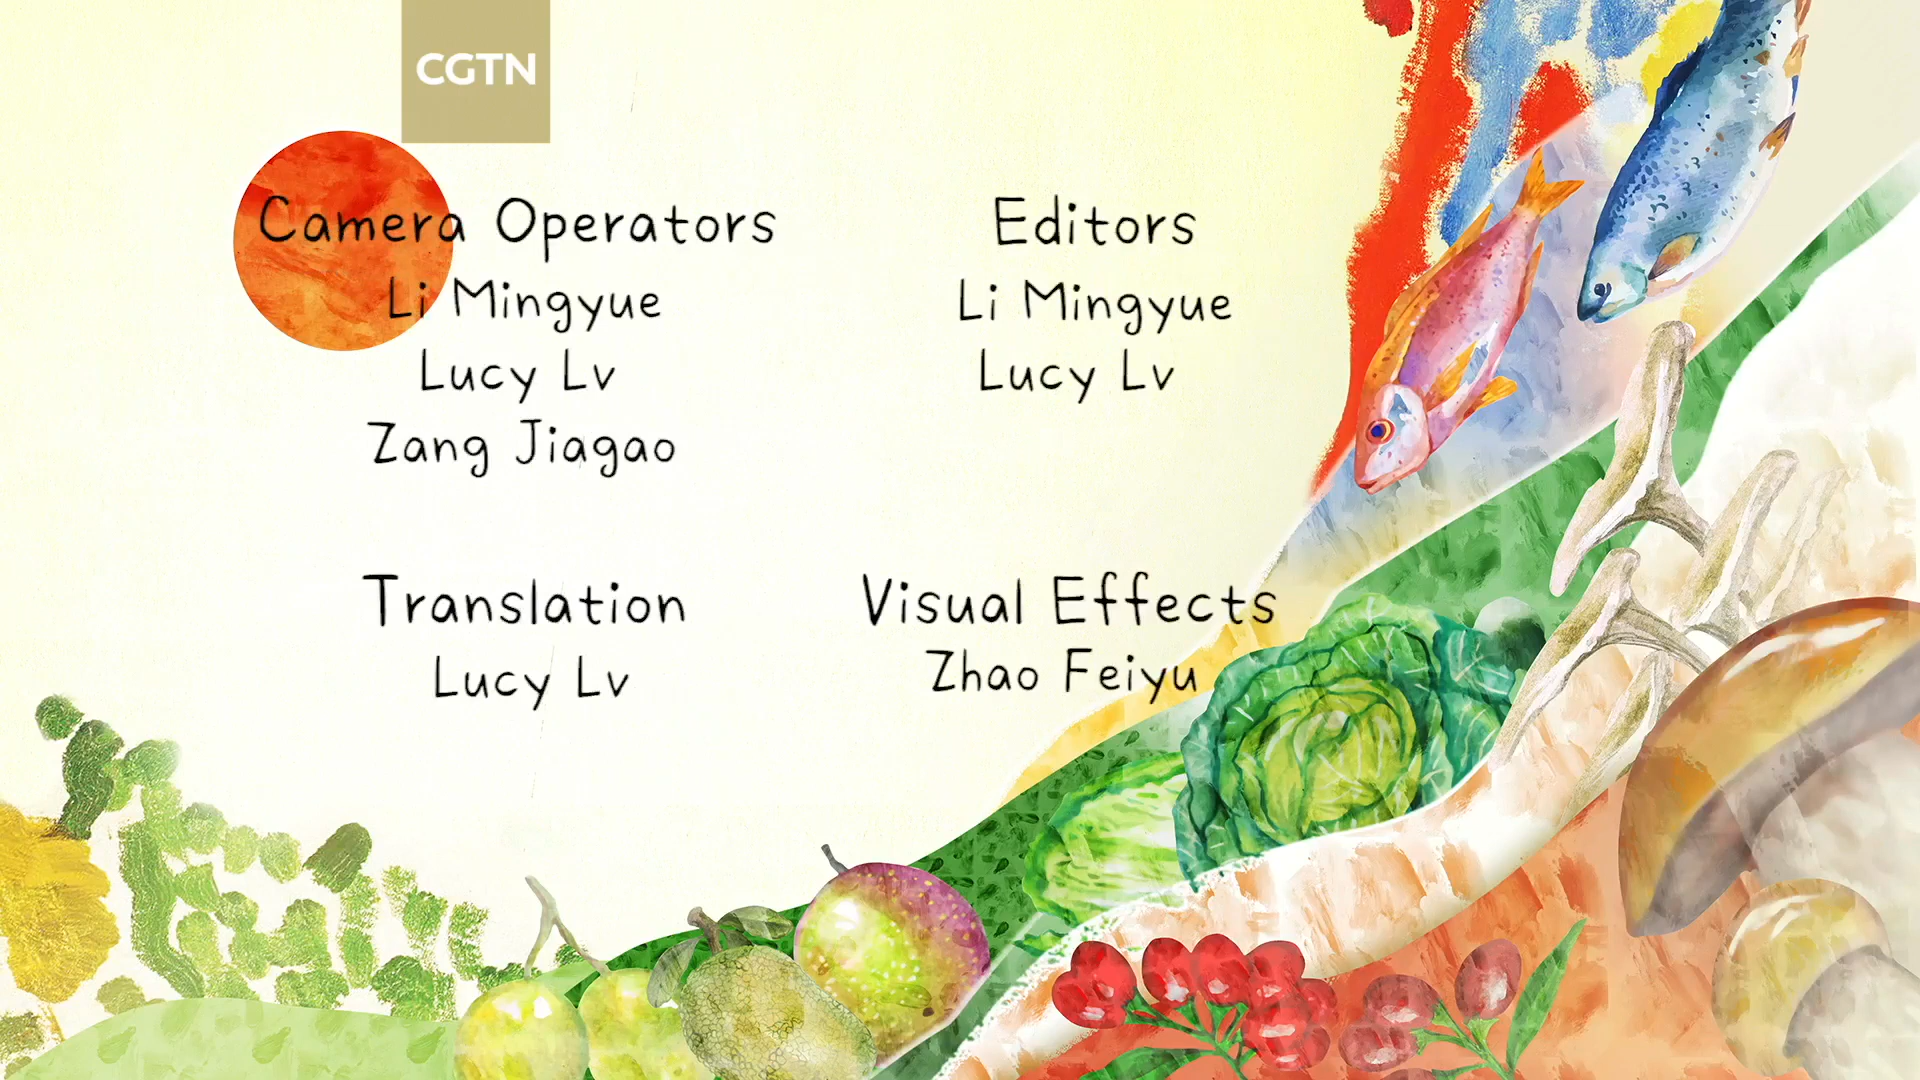 CGTN
Camera Operators
Li Mingyue
Lucy Lv
Zang Jiagao
Editors
Li Mingyue
Lucy Lv
Translation
Lucy Lv
Visual Effects
Zhao Feiyu